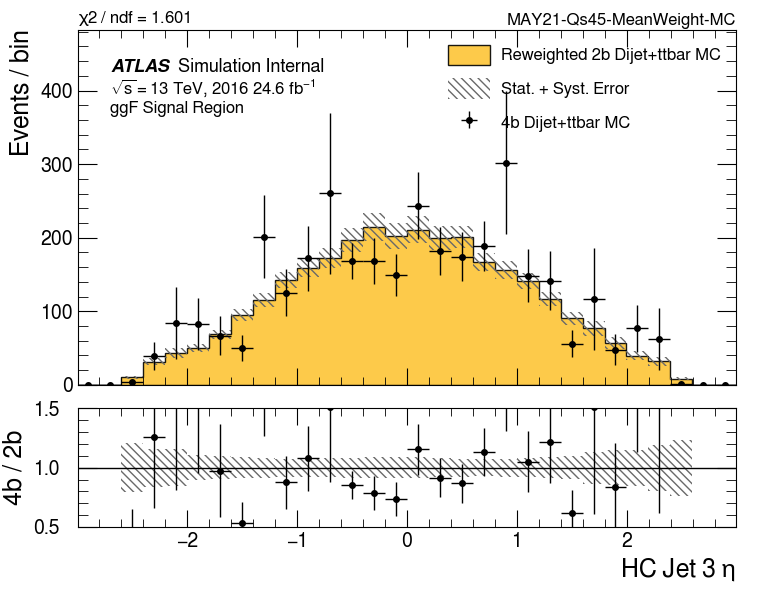 χ2 / ndf = 1.601
MAY21-Qs45-MeanWeight-MC
Events / bin
ATLAS Simulation Internal
√s = 13 TeV, 2016 24.6 fb⁻¹
ggF Signal Region
Reweighted 2b Dijet+ttbar MC
Stat. + Syst. Error
4b Dijet+ttbar MC
400
300
200
100
0
4b / 2b
1.5
1.0
0.5
−2 −1 0 1 2
HC Jet 3 η